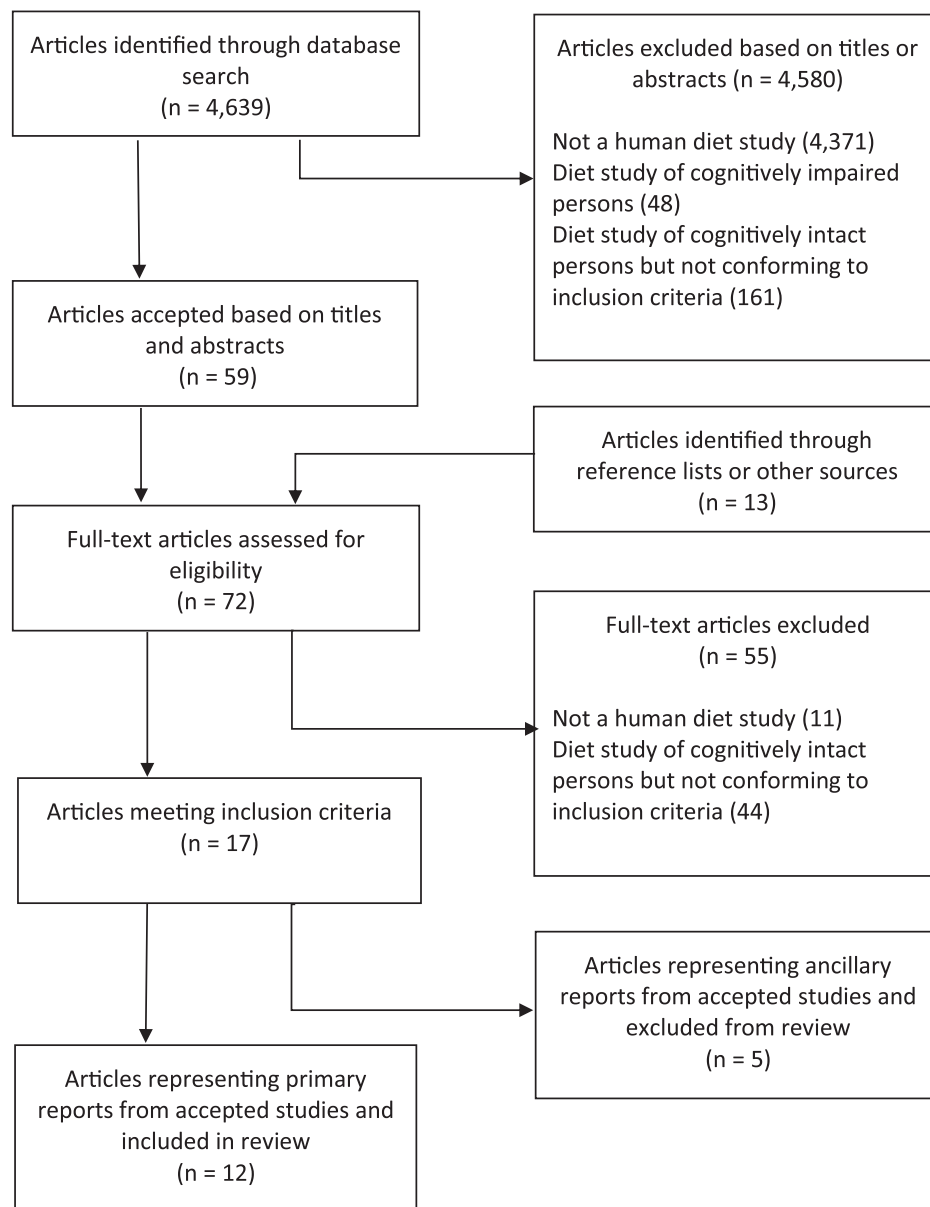 Articles identified through database
search
(n = 4,639)
Articles excluded based on titles or
abstracts (n = 4,580)
Not a human diet study (4,371)
Diet study of cognitively impaired
persons (48)
Diet study of cognitively intact
persons but not conforming to
inclusion criteria (161)
Articles accepted based on titles
and abstracts
(n = 59)
Articles identified through
reference lists or other sources
(n = 13)
Full-text articles assessed for
eligibility
(n = 72)
Full-text articles excluded
(n = 55)
Not a human diet study (11)
Diet study of cognitively intact
persons but not conforming to
inclusion criteria (44)
Articles meeting inclusion criteria
(n = 17)
Articles representing ancillary
reports from accepted studies and
excluded from review
(n = 5)
Articles representing primary
reports from accepted studies and
included in review
(n = 12)